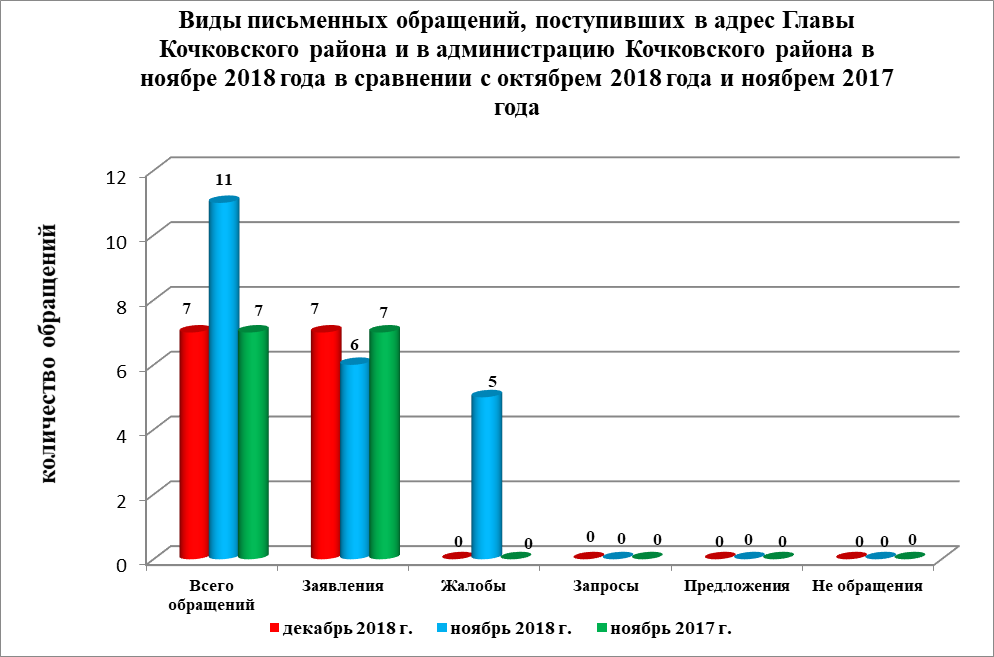 Виды письменных обращений, поступивших в адрес Главы
Кочковского района и в администрацию Кочковского района в
ноябре 2018 года в сравнении с октябрем 2018 года и ноябрем 2017
года
количество обращений
12
10
8
6
4
2
0
7
11
7
7
6
7
0
5
0
0
0
0
0
0
0
0
0
0
Всего
обращений
Заявления
Жалобы
Запросы
Предложения
Не обращения
декабрь 2018 г.
ноябрь 2018 г.
ноябрь 2017 г.